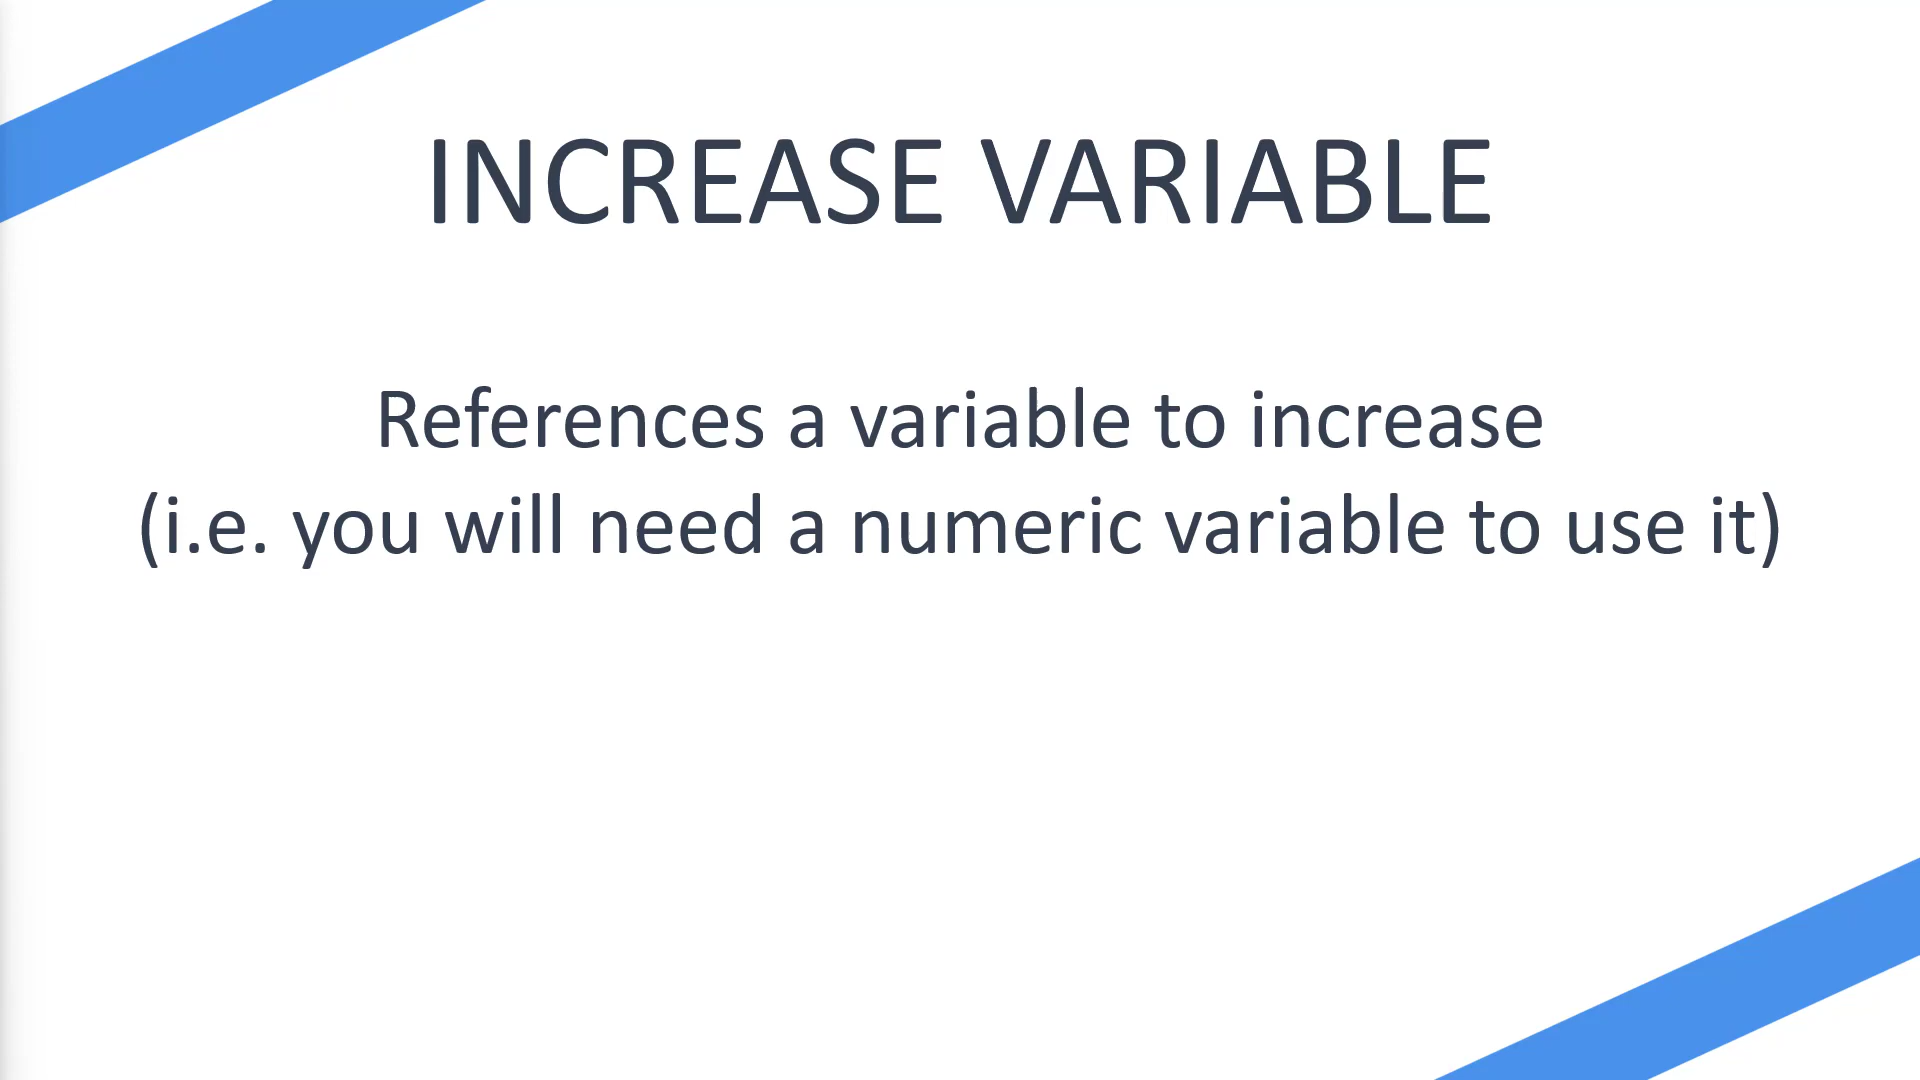 INCREASE VARIABLE
References a variable to increase
(i.e. you will need a numeric variable to use it)